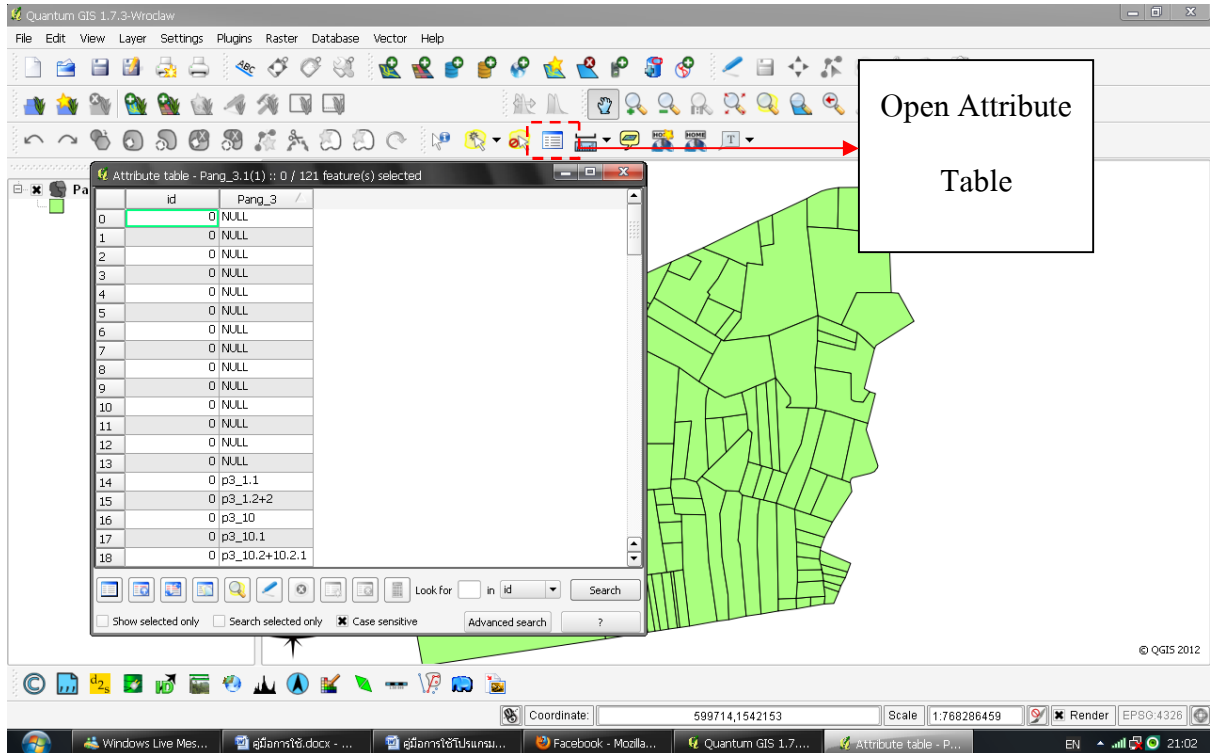 Quantum GIS 1.7.3-Wroclaw
File Edit View Layer Settings Plugins Raster Database Vector Help
Open Attribute
Table
Attribute table - Pang_3.1(1) :: 0 / 121 feature(s) selected
Pa
id Pang_3
0 0 NULL
1 0 NULL
2 0 NULL
3 0 NULL
4 0 NULL
5 0 NULL
6 0 NULL
7 0 NULL
8 0 NULL
9 0 NULL
10 0 NULL
11 0 NULL
12 0 NULL
13 0 NULL
14 0 p3_1.1
15 0 p3_1.2+2
16 0 p3_10
17 0 p3_10.1
18 0 p3_10.2+10.2.1
Look for in id Search
Show selected only Search selected only Case sensitive Advanced search ?
© QGIS 2012
Coordinate: 599714,1542153 Scale 1:768286459 Render EPSG:4326
Windows Live Mes... คู่มือการใช้.docx - ... คู่มือการใช้โปรแกรม... Facebook - Mozilla... Quantum GIS 1.7.... Attribute table - P... EN 21:02